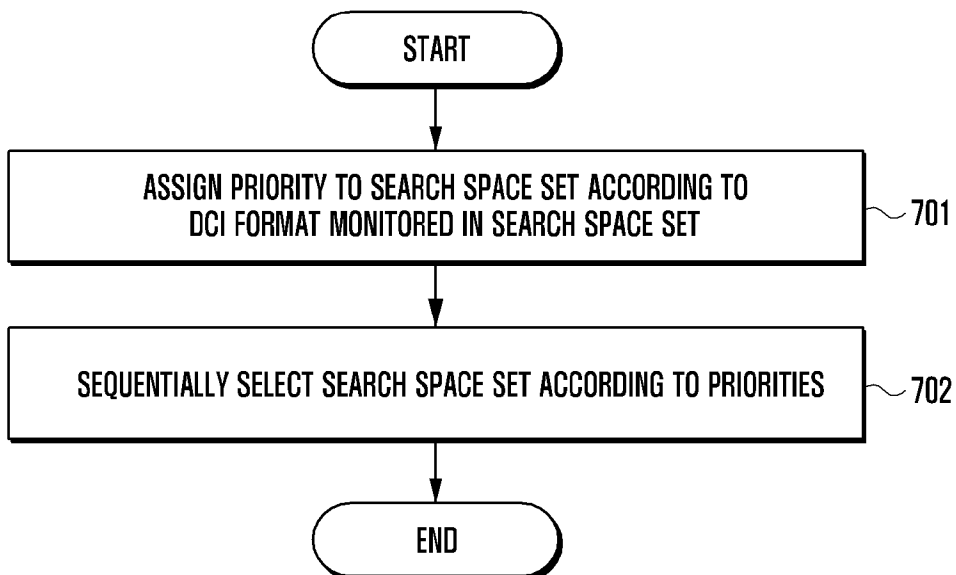 START
ASSIGN PRIORITY TO SEARCH SPACE SET ACCORDING TO
DCI FORMAT MONITORED IN SEARCH SPACE SET
701
SEQUENTIALLY SELECT SEARCH SPACE SET ACCORDING TO PRIORITIES
702
END